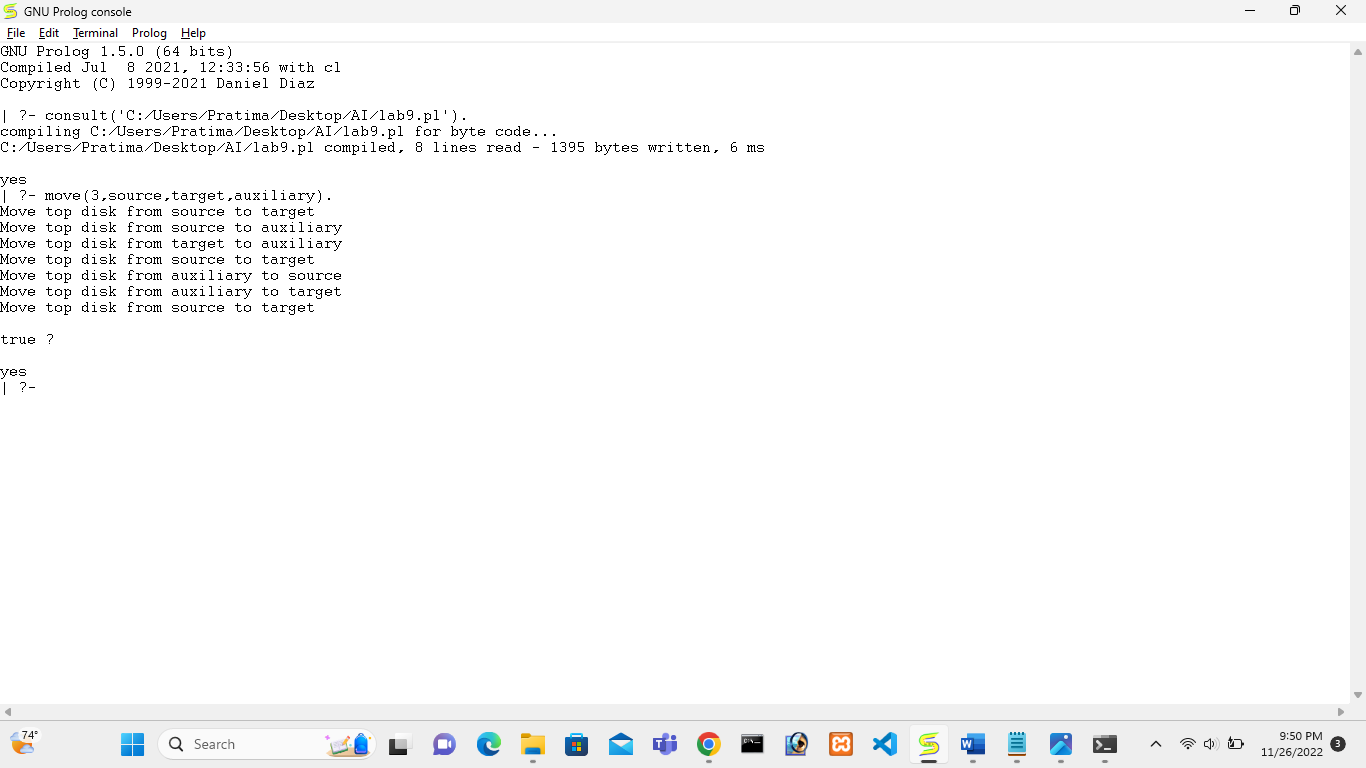 GNU Prolog console
File Edit Terminal Prolog Help
GNU Prolog 1.5.0 (64 bits)
Compiled Jul  8 2021, 12:33:56 with cl
Copyright (C) 1999-2021 Daniel Diaz
| ?- consult('C:/Users/Pratima/Desktop/AI/lab9.pl').
compiling C:/Users/Pratima/Desktop/AI/lab9.pl for byte code...
C:/Users/Pratima/Desktop/AI/lab9.pl compiled, 8 lines read - 1395 bytes written, 6 ms
yes
| ?- move(3,source,target,auxiliary).
Move top disk from source to target
Move top disk from source to auxiliary
Move top disk from target to auxiliary
Move top disk from source to target
Move top disk from auxiliary to source
Move top disk from auxiliary to target
Move top disk from source to target
true ?
yes
| ?-
74°
Search
9:50 PM
11/26/2022
3